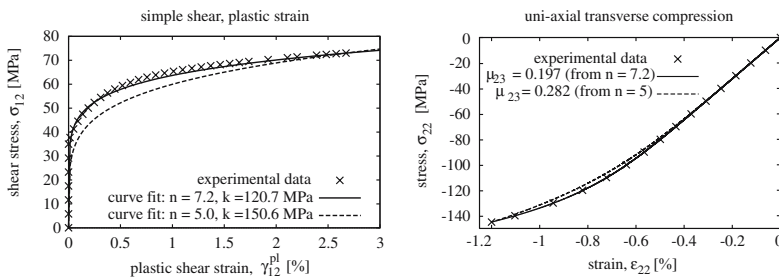 simple shear, plastic strain
shear stress, σ12 [MPa]
80
70
60
50
40
30
20
10
0
experimental data
curve fit: n = 7.2, k =120.7 MPa
curve fit: n = 5.0, k =150.6 MPa
0 0.5 1 1.5 2 2.5 3
plastic shear strain, γ12^pl [%]
uni-axial transverse compression
stress, σ22 [MPa]
0
-20
-40
-60
-80
-100
-120
-140
experimental data
μ23 = 0.197 (from n = 7.2)
μ23 = 0.282 (from n = 5)
-1.2 -1 -0.8 -0.6 -0.4 -0.2 0
strain, ε22 [%]